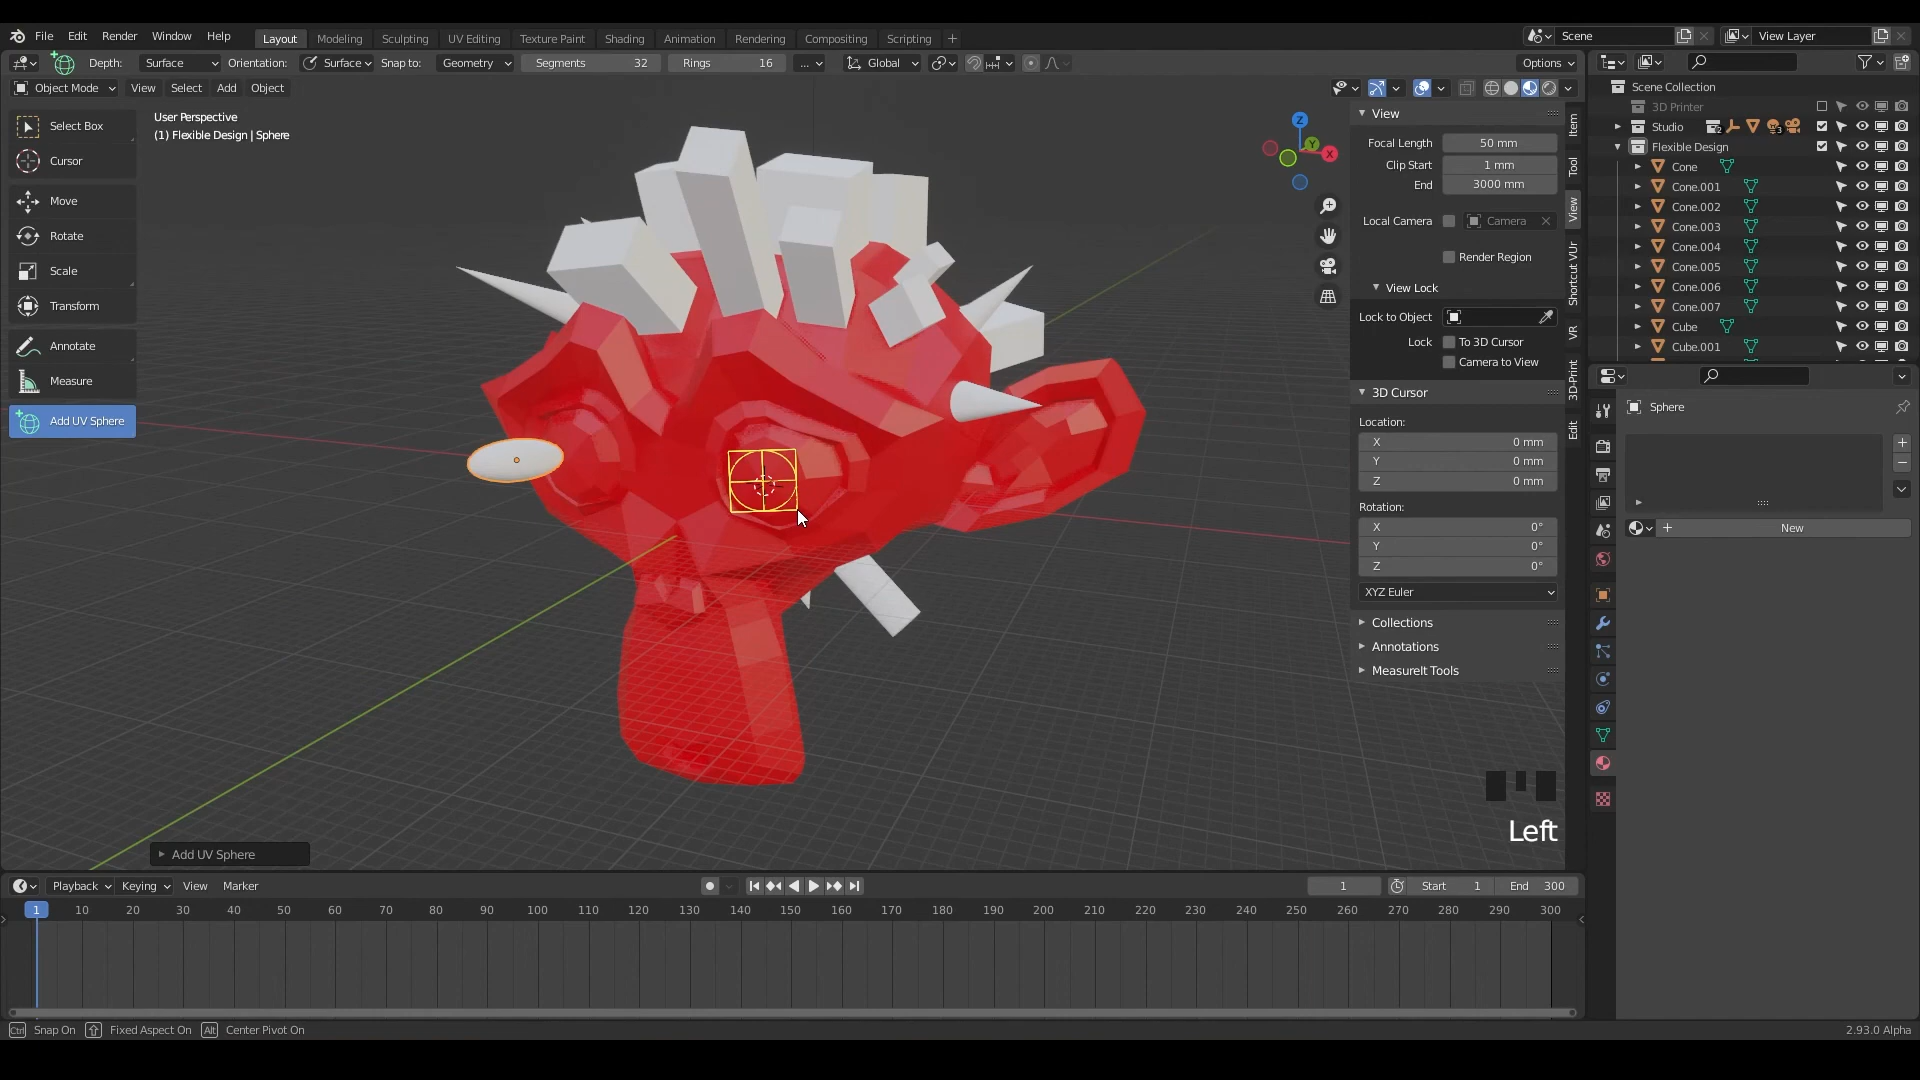 File Edit Render Window Help Layout Modeling Sculpting UV Editing Texture Paint Shading Animation Rendering Compositing Scripting + Scene View Layer
Depth: Surface Orientation: Surface Snap to: Geometry Segments 32 Rings 16 ... Global Options
Object Mode View Select Add Object
User Perspective
(1) Flexible Design | Sphere
Select Box
Cursor
Move
Rotate
Scale
Transform
Annotate
Measure
Add UV Sphere
Z
Y
X
View
Focal Length 50 mm
Clip Start 1 mm
End 3000 mm
Local Camera Camera
Render Region
View Lock
Lock to Object
Lock To 3D Cursor
Camera to View
3D Cursor
Location:
X 0 mm
Y 0 mm
Z 0 mm
Rotation:
X 0°
Y 0°
Z 0°
XYZ Euler
Collections
Annotations
MeasureIt Tools
Item
Tool
View
Shortcut VUr
VR
3D-Print
Edit
Scene Collection
3D Printer
Studio 2 3
Flexible Design
Cone
Cone.001
Cone.002
Cone.003
Cone.004
Cone.005
Cone.006
Cone.007
Cube
Cube.001
Sphere
+ New
Left
Add UV Sphere
Playback Keying View Marker 1 Start 1 End 300
1 10 20 30 40 50 60 70 80 90 100 110 120 130 140 150 160 170 180 190 200 210 220 230 240 250 260 270 280 290 300
Ctrl Snap On Fixed Aspect On Alt Center Pivot On 2.93.0 Alpha